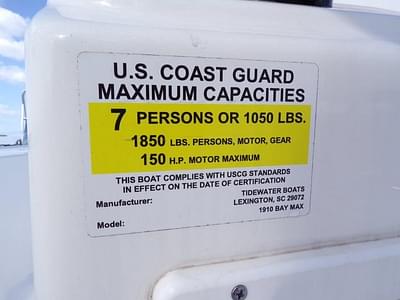 U.S. COAST GUARD
MAXIMUM CAPACITIES
7 PERSONS OR 1050 LBS.
1850 LBS. PERSONS, MOTOR, GEAR
150 H.P. MOTOR MAXIMUM
THIS BOAT COMPLIES WITH USCG STANDARDS
IN EFFECT ON THE DATE OF CERTIFICATION
Manufacturer: TIDEWATER BOATS
LEXINGTON, SC 29072
Model: 1910 BAY MAX